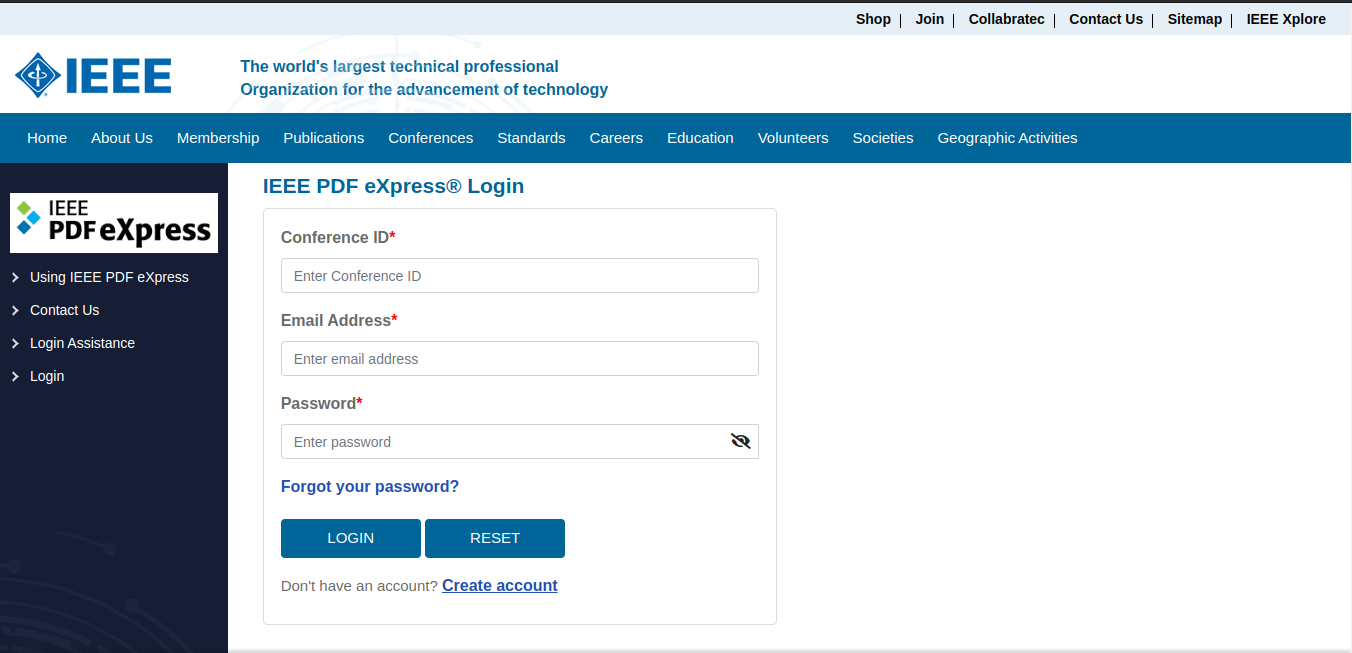 Shop | Join | Collabratec | Contact Us | Sitemap | IEEE Xplore
IEEE
The world's largest technical professional
Organization for the advancement of technology
Home About Us Membership Publications Conferences Standards Careers Education Volunteers Societies Geographic Activities
IEEE
PDF eXpress
Using IEEE PDF eXpress
Contact Us
Login Assistance
Login
IEEE PDF eXpress® Login
Conference ID*
Enter Conference ID
Email Address*
Enter email address
Password*
Enter password
Forgot your password?
LOGIN RESET
Don't have an account? Create account